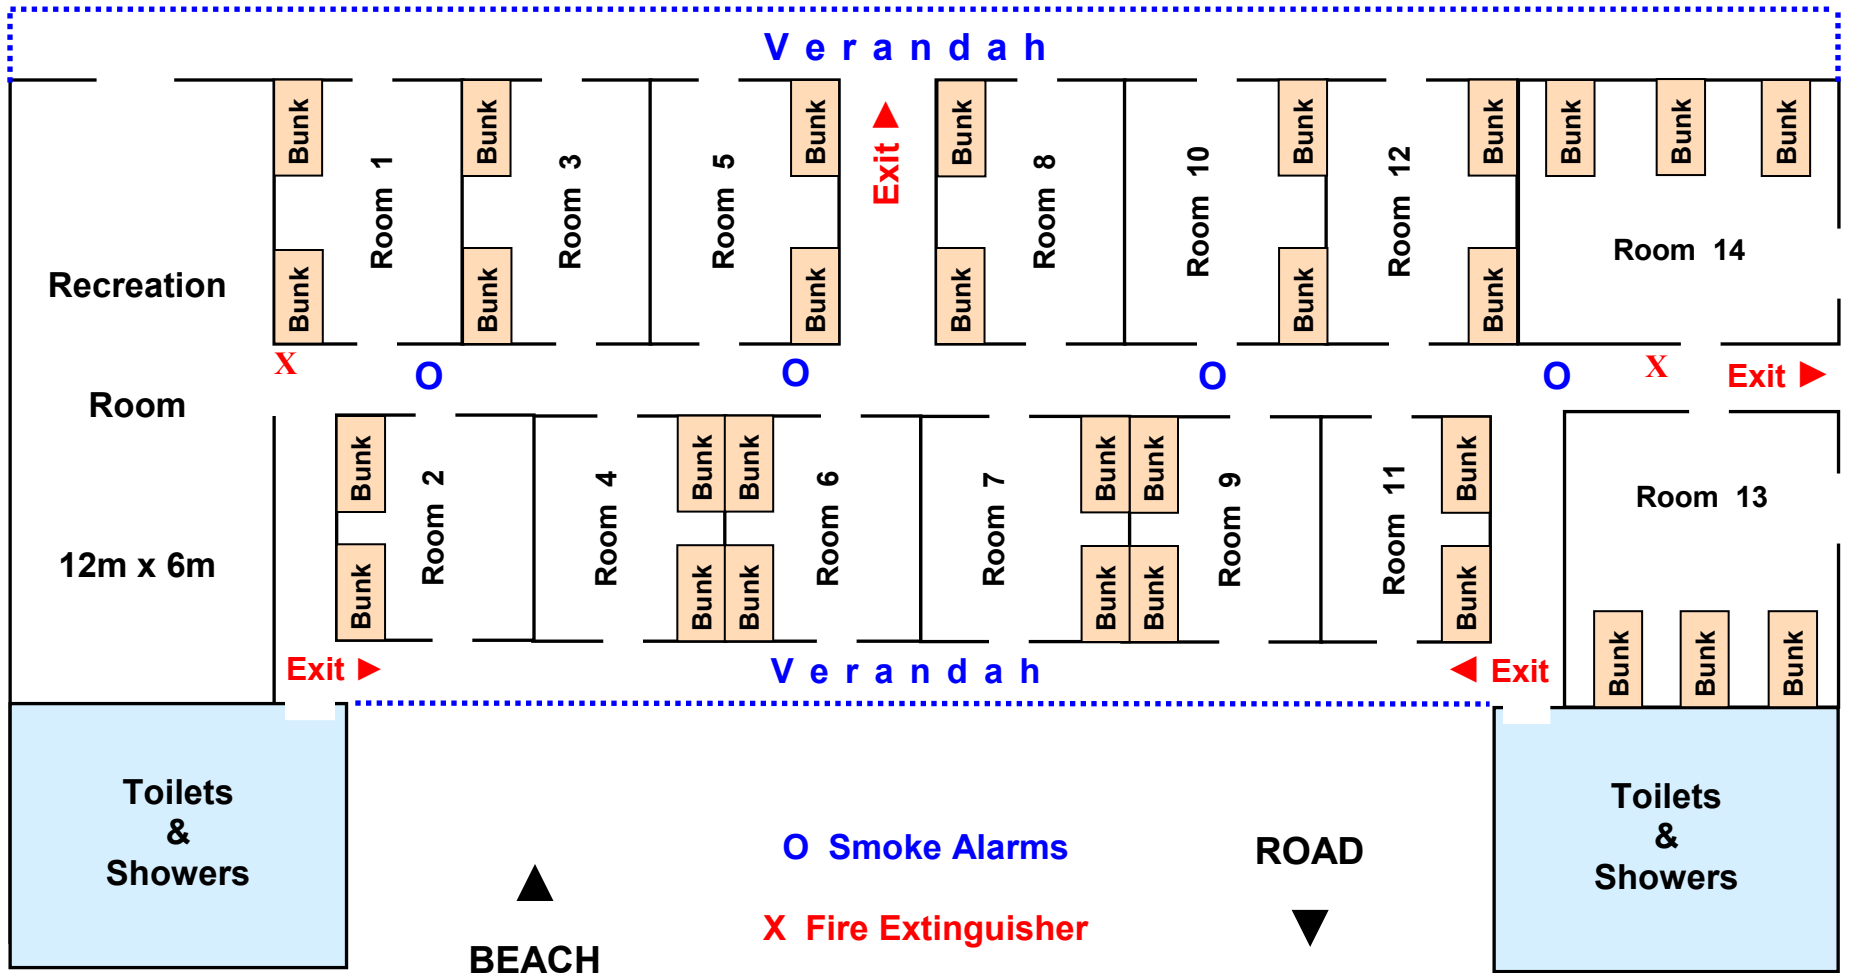 V e r a n d a h
Bunk
Bunk
Bunk
Bunk
Bunk
Bunk
Bunk
Bunk
Bunk
Room 1
Room 3
Room 5
Exit
Room 8
Room 10
Room 12
Room 14
Bunk
Bunk
Bunk
Bunk
Bunk
Bunk
Recreation
Room
12m x 6m
X
O
O
O
O
X
Exit
Bunk
Bunk
Bunk
Bunk
Bunk
Bunk
Room 2
Room 4
Room 6
Room 7
Room 9
Room 11
Room 13
Bunk
Bunk
Bunk
Bunk
Bunk
Bunk
Bunk
Bunk
Bunk
Exit
V e r a n d a h
Exit
Toilets
&
Showers
Toilets
&
Showers
O Smoke Alarms
X Fire Extinguisher
BEACH
ROAD